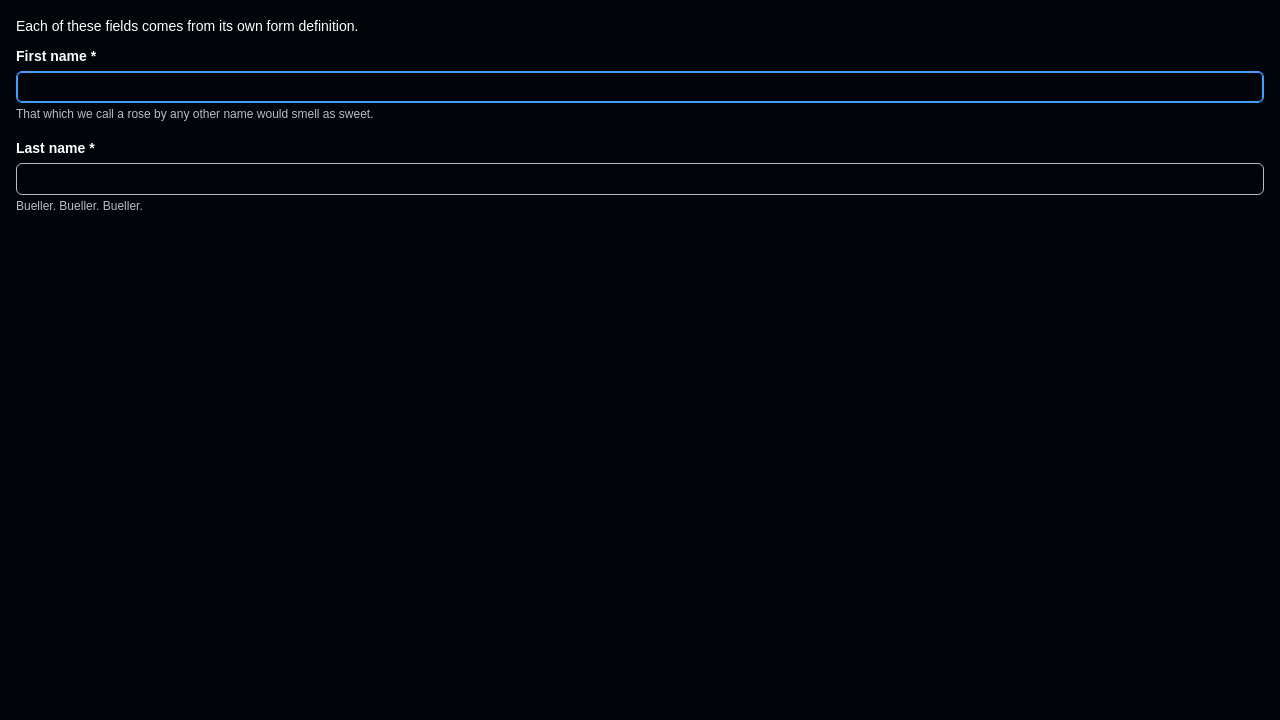 Each of these fields comes from its own form definition.
First name *
That which we call a rose by any other name would smell as sweet.
Last name *
Bueller. Bueller. Bueller.